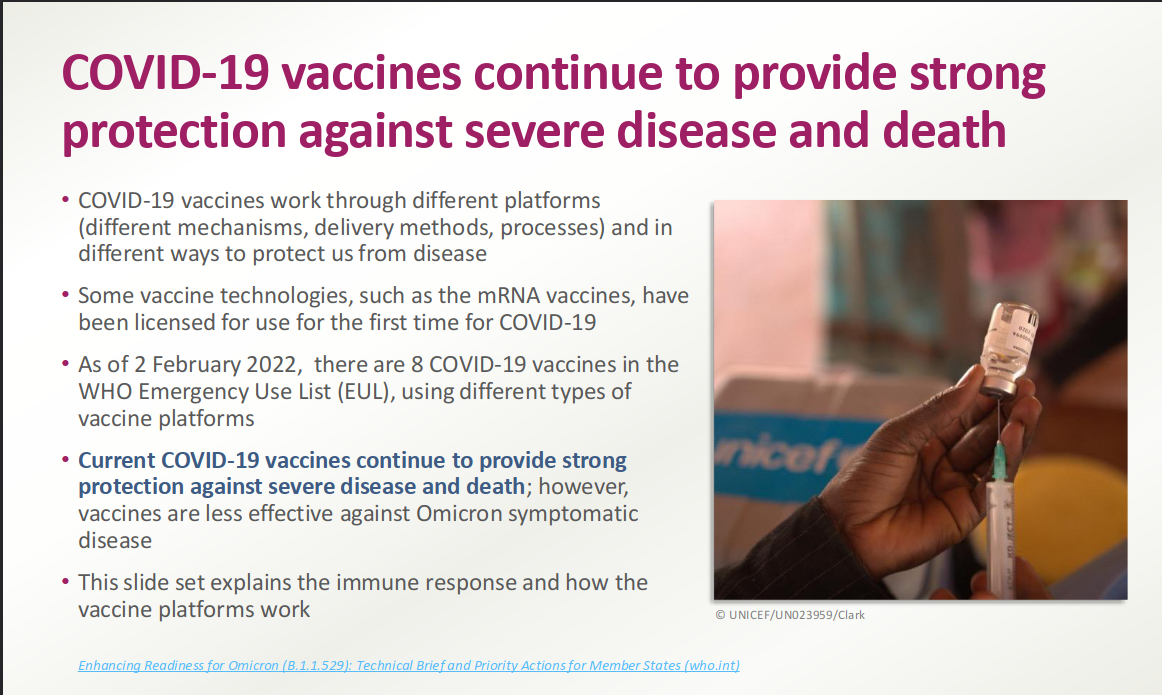 COVID-19 vaccines continue to provide strong
protection against severe disease and death
• COVID-19 vaccines work through different platforms
(different mechanisms, delivery methods, processes) and in
different ways to protect us from disease
• Some vaccine technologies, such as the mRNA vaccines, have
been licensed for use for the first time for COVID-19
• As of 2 February 2022,  there are 8 COVID-19 vaccines in the
WHO Emergency Use List (EUL), using different types of
vaccine platforms
• Current COVID-19 vaccines continue to provide strong
protection against severe disease and death; however,
vaccines are less effective against Omicron symptomatic
disease
• This slide set explains the immune response and how the
vaccine platforms work
unicef
© UNICEF/UN023959/Clark
Enhancing Readiness for Omicron (B.1.1.529): Technical Brief and Priority Actions for Member States (who.int)